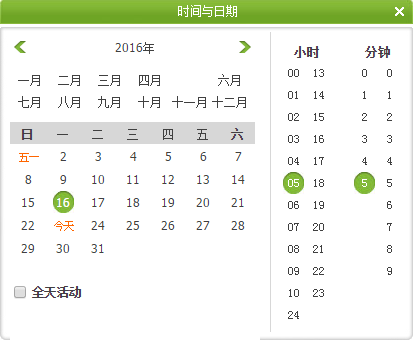 时间与日期
2016年
一月 二月 三月 四月 六月
七月 八月 九月 十月 十一月 十二月
日 一 二 三 四 五 六
五一 2 3 4 5 6 7
8 9 10 11 12 13 14
15 16 17 18 19 20 21
22 今天 24 25 26 27 28
29 30 31
全天活动
小时 分钟
00 13 0 0
01 14 1 1
02 15 2 2
03 16 3 3
04 17 4 4
05 18 5 5
06 19 6
07 20 7
08 21 8
09 22 9
10 23
24